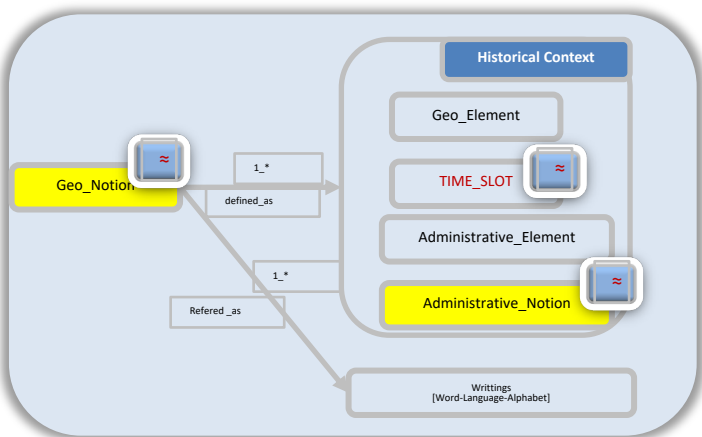 Historical Context
Geo_Element
≈
Geo_Notion
1_*
defined_as
TIME_SLOT
≈
Administrative_Element
1_*
Refered _as
Administrative_Notion
≈
Writtings
[Word-Language-Alphabet]